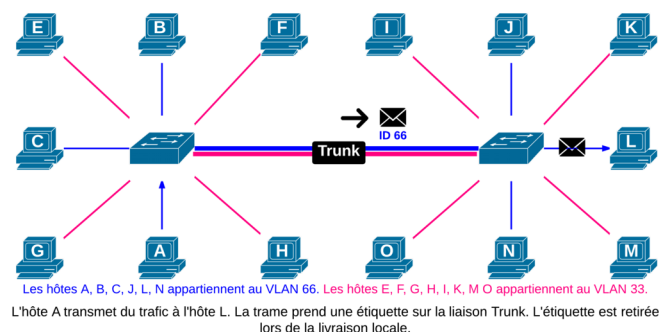 E B F I J K
ID 66
C Trunk L
G A H O N M
Les hôtes A, B, C, J, L, N appartiennent au VLAN 66. Les hôtes E, F, G, H, I, K, M O appartiennent au VLAN 33.
L'hôte A transmet du trafic à l'hôte L. La trame prend une étiquette sur la liaison Trunk. L'étiquette est retirée
lors de la livraison locale.